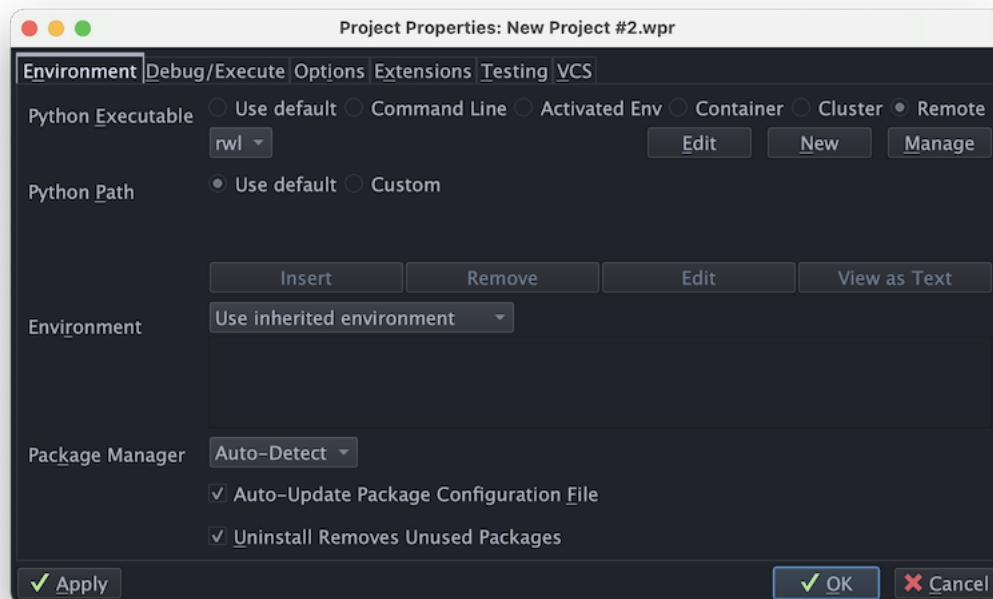 Project Properties: New Project #2.wpr
Environment Debug/Execute Options Extensions Testing VCS
Python Executable Use default Command Line Activated Env Container Cluster Remote
rwl Edit New Manage
Python Path Use default Custom
Insert Remove Edit View as Text
Environment Use inherited environment
Package Manager Auto-Detect
Auto-Update Package Configuration File
Uninstall Removes Unused Packages
Apply OK Cancel